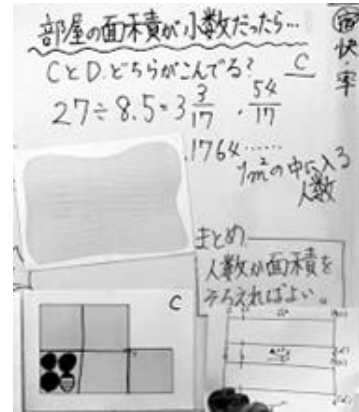 部屋の面積が小数だったら…
CとD.どちらがこんでる? C
27÷8.5=3 3/17 . 54/17
.1764……
1m²の中に入る
人数
まとめ
人数か面積を
そろえればよい。
C